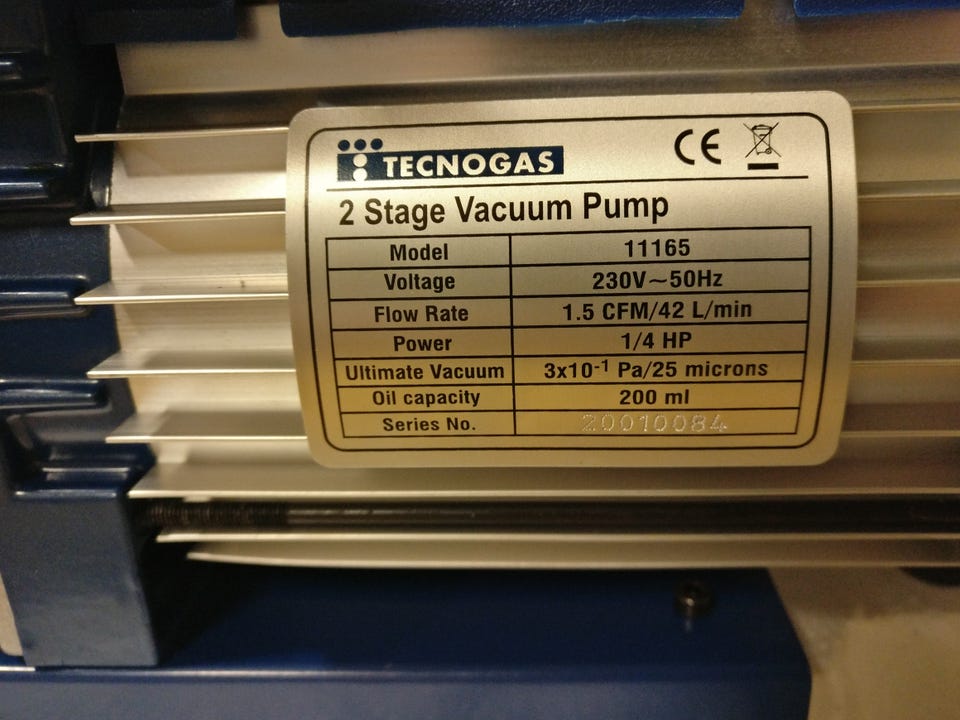 TECNOGAS CE
2 Stage Vacuum Pump
Model 11165
Voltage 230V~50Hz
Flow Rate 1.5 CFM/42 L/min
Power 1/4 HP
Ultimate Vacuum 3x10⁻¹ Pa/25 microns
Oil capacity 200 ml
Series No. 20010084